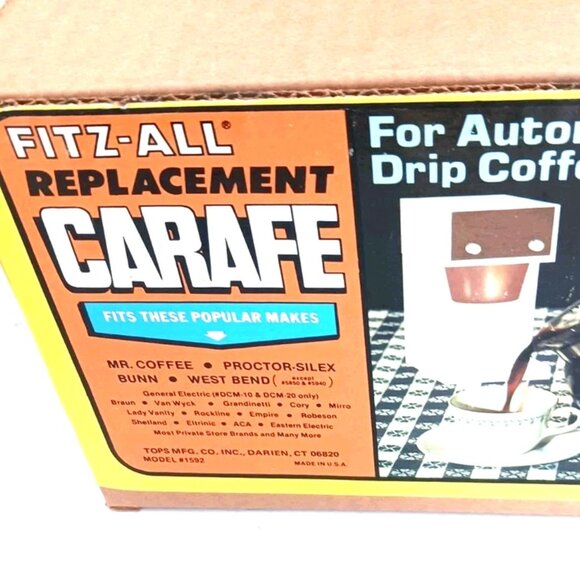 FITZ-ALL®
REPLACEMENT
CARAFE
FITS THESE POPULAR MAKES
MR. COFFEE • PROCTOR-SILEX
BUNN • WEST BEND (except #5850 & #5940)
General Electric (#DCM-10 & DCM-20 only)
Braun • Van Wyck • Grandinetti • Cory • Mirro
Lady Vanity • Rockline • Empire • Robeson
Shetland • Eltrinic • ACA • Eastern Electric
Most Private Store Brands and Many More
TOPS MFG. CO. INC., DARIEN, CT 06820
MODEL #1592 MADE IN U.S.A.
For Autor
Drip Coffe